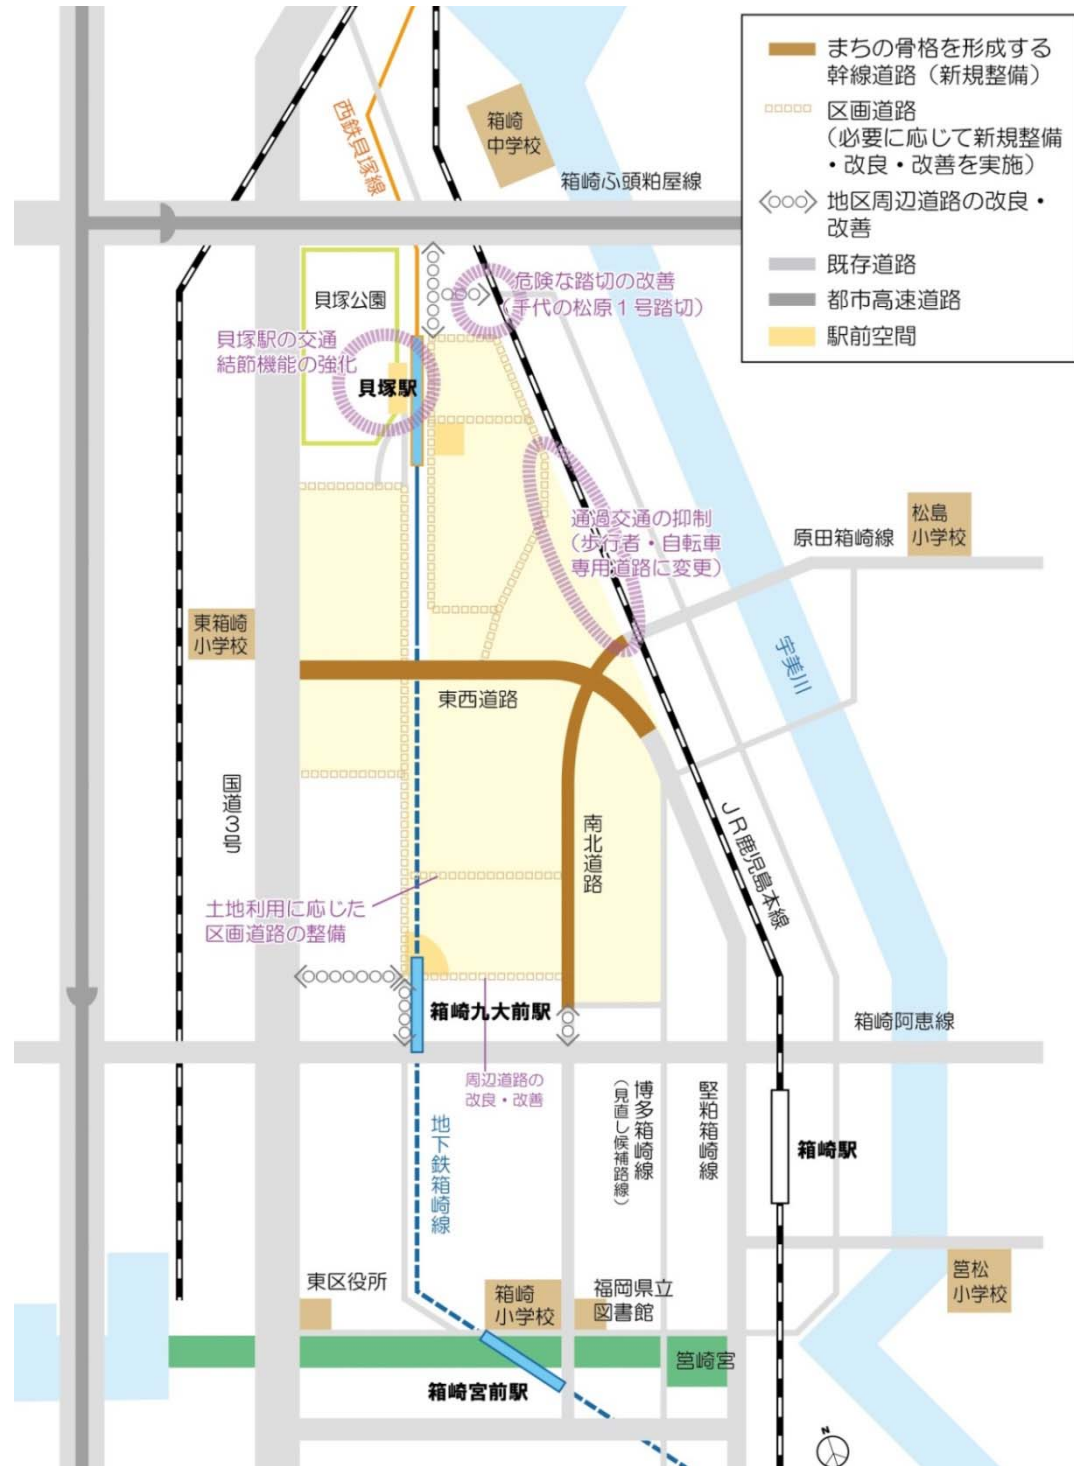 まちの骨格を形成する
幹線道路（新規整備）
区画道路
（必要に応じて新規整備
・改良・改善を実施）
地区周辺道路の改良・
改善
既存道路
都市高速道路
駅前空間
西鉄貝塚線
箱崎
中学校
箱崎ふ頭粕屋線
貝塚公園
危険な踏切の改善
（千代の松原１号踏切）
貝塚駅の交通
結節機能の強化
貝塚駅
通過交通の抑制
（歩行者・自転車
専用道路に変更）
原田箱崎線
松島
小学校
東箱崎
小学校
宇美川
東西道路
国道３号
南北道路
ＪＲ鹿児島本線
土地利用に応じた
区画道路の整備
箱崎九大前駅
箱崎阿恵線
周辺道路の
改良・改善
地下鉄箱崎線
博多箱崎線
（見直し候補路線）
堅粕箱崎線
箱崎駅
東区役所
箱崎
小学校
福岡県立
図書館
筥松
小学校
筥崎宮
箱崎宮前駅
N